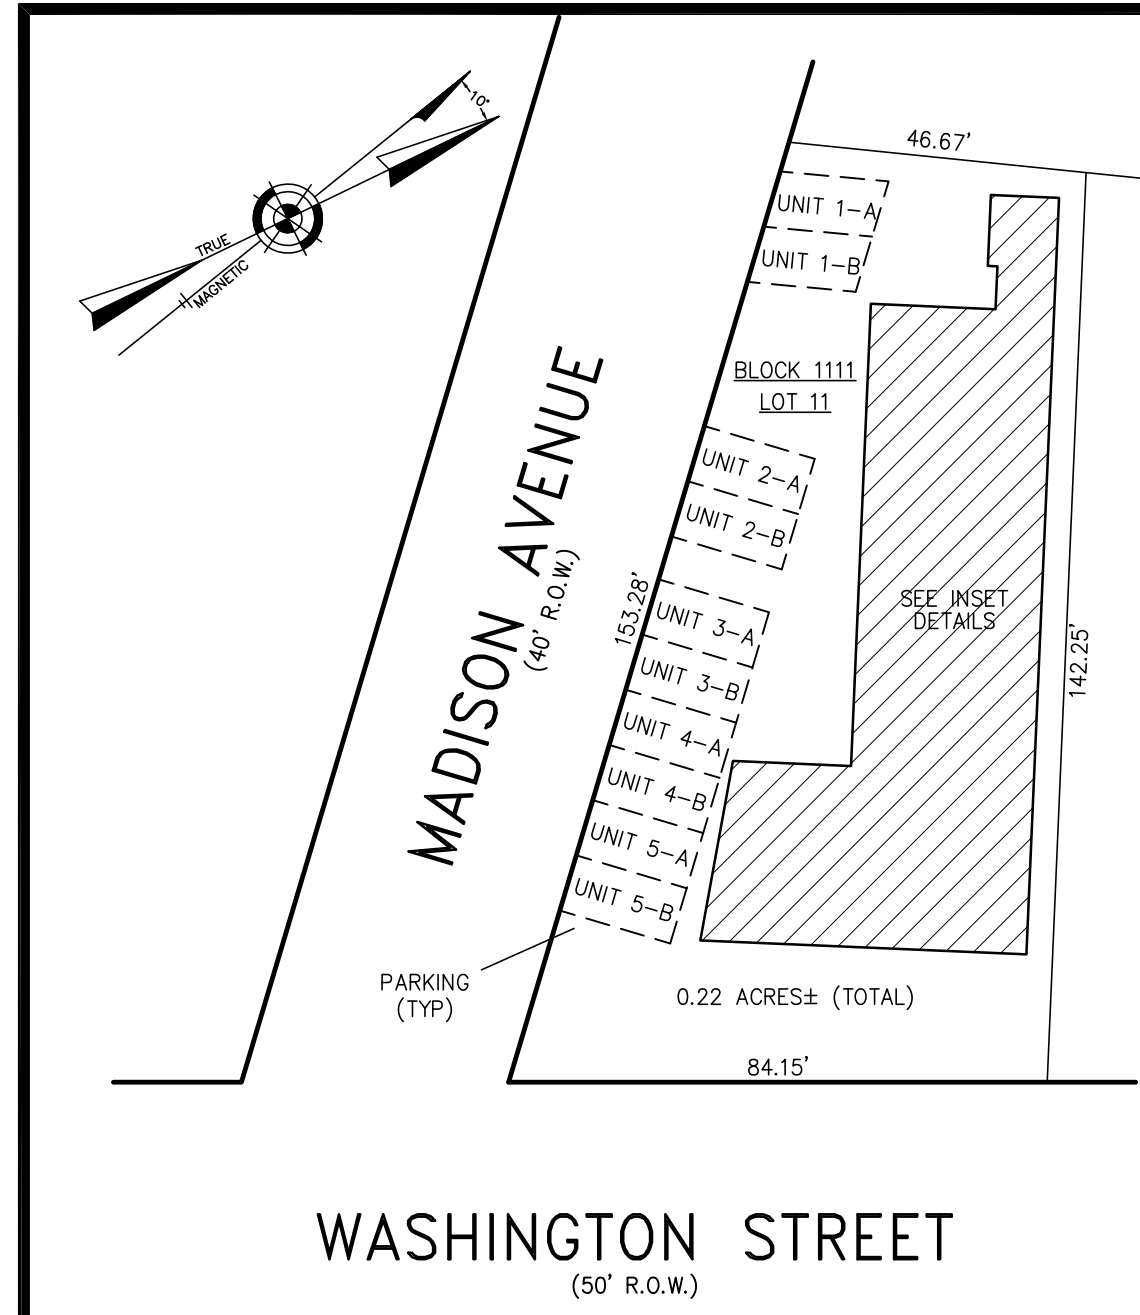 10°
TRUE
MAGNETIC
46.67'
UNIT 1-A
UNIT 1-B
BLOCK 1111
LOT 11
UNIT 2-A
UNIT 2-B
MADISON AVENUE
(40' R.O.W.)
153.28'
UNIT 3-A
UNIT 3-B
UNIT 4-A
UNIT 4-B
UNIT 5-A
UNIT 5-B
SEE INSET
DETAILS
142.25'
PARKING
(TYP)
0.22 ACRES± (TOTAL)
84.15'
WASHINGTON STREET
(50' R.O.W.)